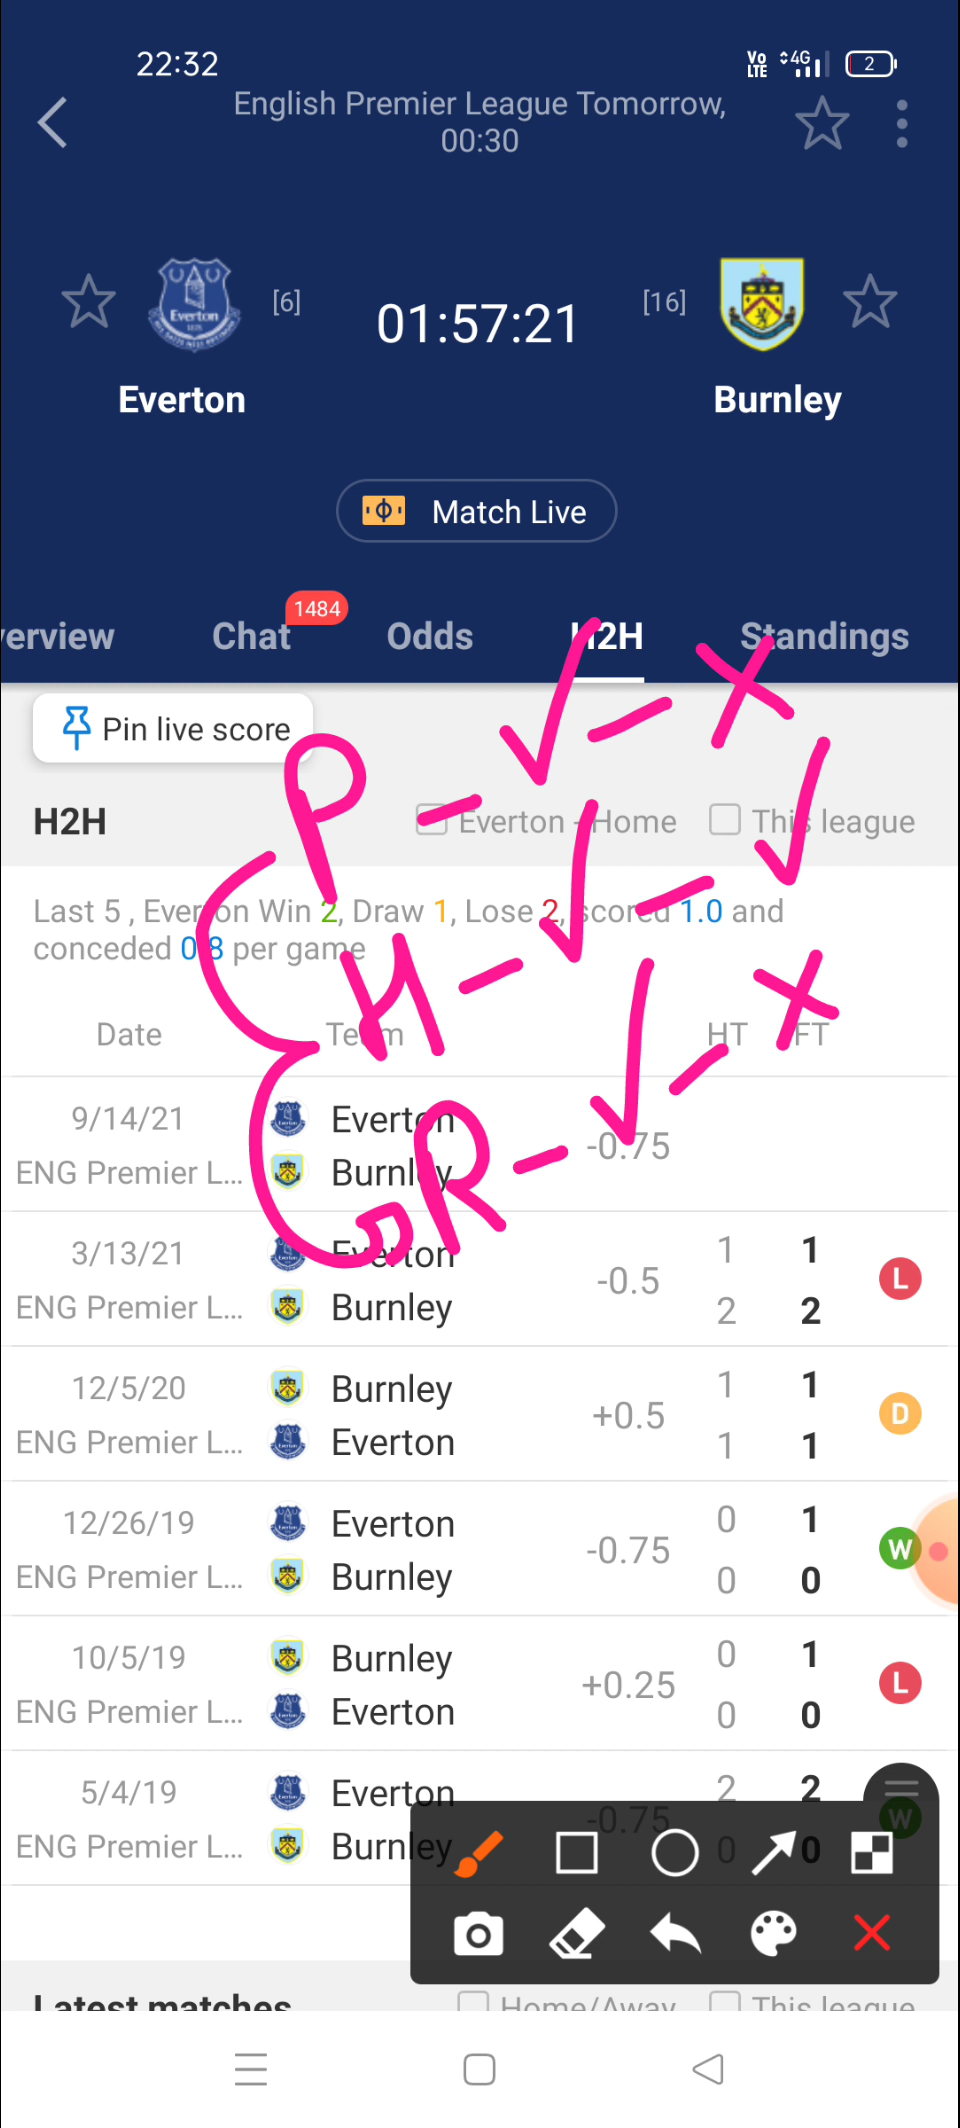 22:32 Vo LTE 4G 2
English Premier League Tomorrow,
00:30
[6] 01:57:21 [16]
Everton Burnley
Match Live
verview Chat 1484 Odds H2H Standings
Pin live score
P - √ - X
H2H Everton - Home This league
Last 5 , Everton Win 2, Draw 1, Lose 2, scored 1.0 and
conceded 0.8 per game
H - √ - √
Date Team HT FT
R - √ - X
9/14/21 Everton
ENG Premier L... Burnley -0.75
3/13/21 Everton 1 1
ENG Premier L... Burnley -0.5 2 2 L
12/5/20 Burnley 1 1
ENG Premier L... Everton +0.5 1 1 D
12/26/19 Everton 0 1
ENG Premier L... Burnley -0.75 0 0 W
10/5/19 Burnley 0 1
ENG Premier L... Everton +0.25 0 0 L
5/4/19 Everton 2 2
ENG Premier L... Burnley -0.75 0 0 W
Latest matches Home/Away This league